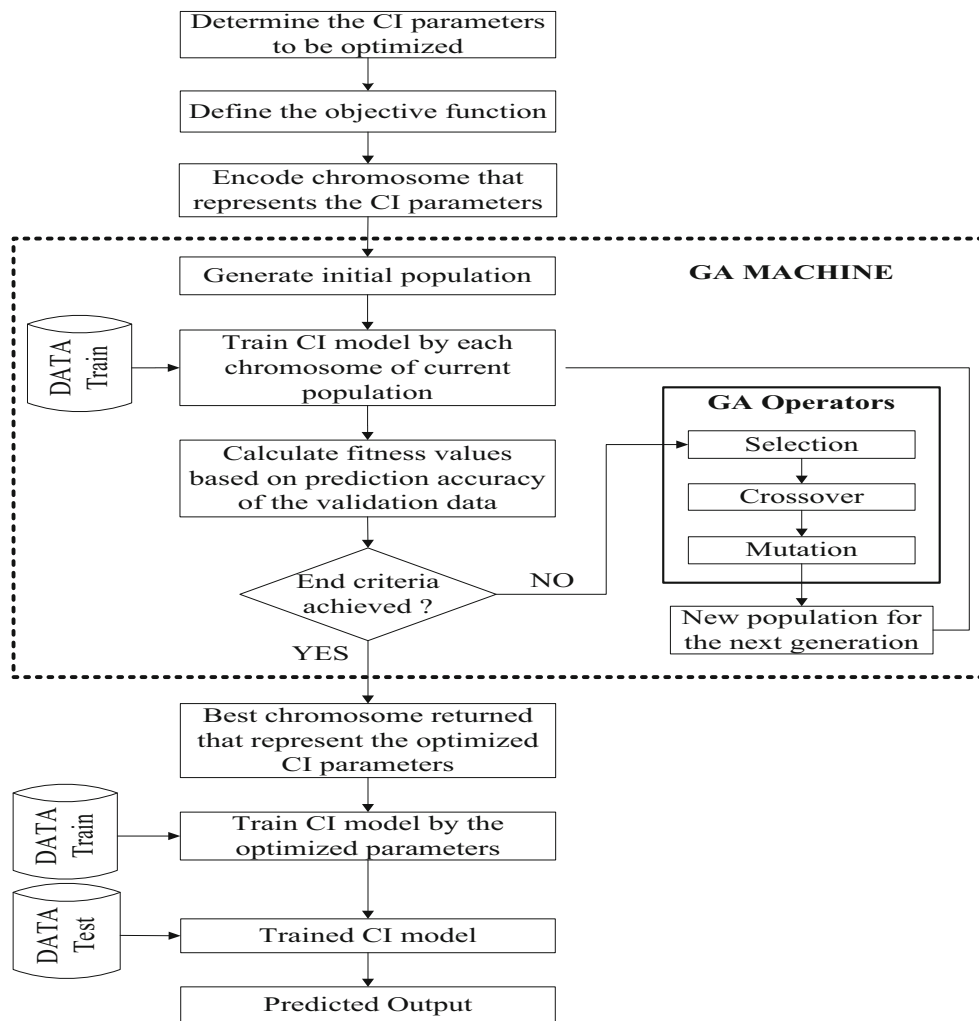 Determine the CI parameters
to be optimized
Define the objective function
Encode chromosome that
represents the CI parameters
Generate initial population
GA MACHINE
DATA
Train
Train CI model by each
chromosome of current
population
GA Operators
Selection
Crossover
Mutation
Calculate fitness values
based on prediction accuracy
of the validation data
End criteria
achieved ?
NO
YES
New population for
the next generation
Best chromosome returned
that represent the optimized
CI parameters
DATA
Train
Train CI model by the
optimized parameters
DATA
Test
Trained CI model
Predicted Output